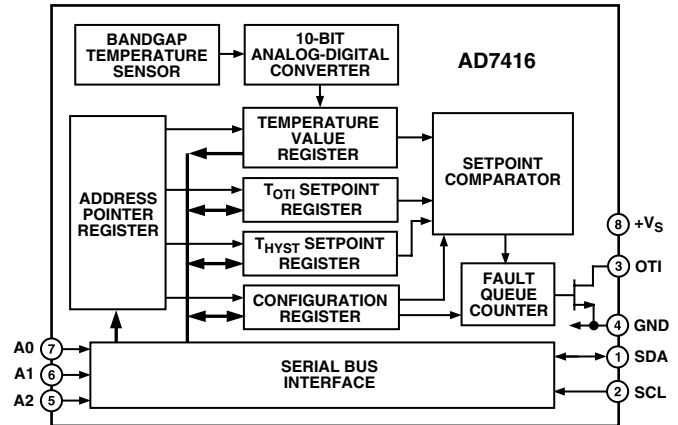 BANDGAP
TEMPERATURE
SENSOR
10-BIT
ANALOG-DIGITAL
CONVERTER
AD7416
ADDRESS
POINTER
REGISTER
TEMPERATURE
VALUE
REGISTER
SETPOINT
COMPARATOR
TOTI SETPOINT
REGISTER
THYST SETPOINT
REGISTER
CONFIGURATION
REGISTER
FAULT
QUEUE
COUNTER
8 +VS
3 OTI
4 GND
1 SDA
2 SCL
A0 7
A1 6
A2 5
SERIAL BUS
INTERFACE